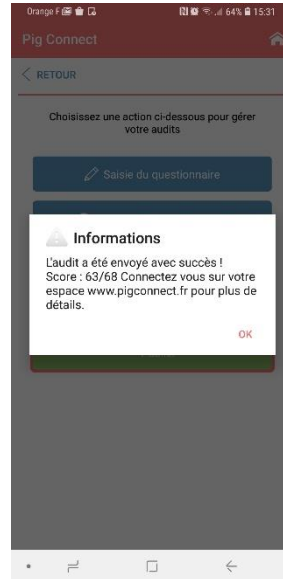 Orange F 64% 15:31
Pig Connect
RETOUR
Choisissez une action ci-dessous pour gérer
votre audits
Saisie du questionnaire
Informations
L'audit a été envoyé avec succès !
Score : 63/68 Connectez vous sur votre
espace www.pigconnect.fr pour plus de
détails.
OK